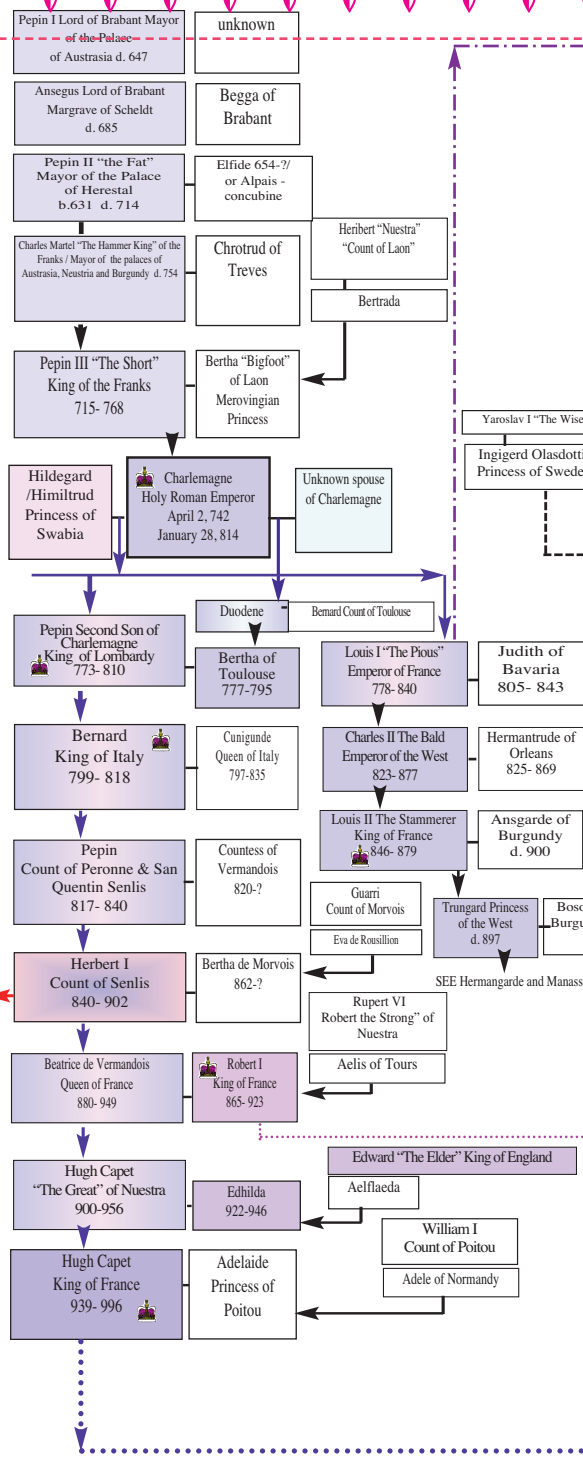 Pepin I Lord of Brabant Mayor
of the Palace
of Austrasia d. 647
unknown
Ansegus Lord of Brabant
Margrave of Scheldt
d. 685
Begga of
Brabant
Pepin II “the Fat”
Mayor of the Palace
of Herestal
b.631 d. 714
Elfide 654-?/
or Alpais -
concubine
Charles Martel “The Hammer King” of the
Franks / Mayor of the palaces of
Austrasia, Neustria and Burgundy d. 754
Chrotrud of
Treves
Heribert “Nuestra”
“Count of Laon”
Bertrada
Pepin III “The Short”
King of the Franks
715- 768
Bertha “Bigfoot”
of Laon
Merovingian
Princess
Yaroslav I “The Wise
Ingigerd Olasdotti
Princess of Swede
Hildegard
/Himiltrud
Princess of
Swabia
Charlemagne
Holy Roman Emperor
April 2, 742
January 28, 814
Unknown spouse
of Charlemagne
Duodene
Bernard Count of Toulouse
Pepin Second Son of
Charlemagne
King of Lombardy
773- 810
Bertha of
Toulouse
777-795
Louis I “The Pious”
Emperor of France
778- 840
Judith of
Bavaria
805- 843
Bernard
King of Italy
799- 818
Cunigunde
Queen of Italy
797-835
Charles II The Bald
Emperor of the West
823- 877
Hermantrude of
Orleans
825- 869
Louis II The Stammerer
King of France
846- 879
Ansgarde of
Burgundy
d. 900
Pepin
Count of Peronne & San
Quentin Senlis
817- 840
Countess of
Vermandois
820-?
Guarri
Count of Morvois
Eva de Rousillion
Trungard Princess
of the West
d. 897
Boso
Burgu
SEE Hermangarde and Manass
Herbert I
Count of Senlis
840- 902
Bertha de Morvois
862-?
Rupert VI
Robert the Strong” of
Nuestra
Aelis of Tours
Beatrice de Vermandois
Queen of France
880- 949
Robert I
King of France
865- 923
Edward “The Elder” King of England
Aelflaeda
Hugh Capet
“The Great” of Nuestra
900-956
Edhilda
922-946
William I
Count of Poitou
Adele of Normandy
Hugh Capet
King of France
939- 996
Adelaide
Princess of
Poitou